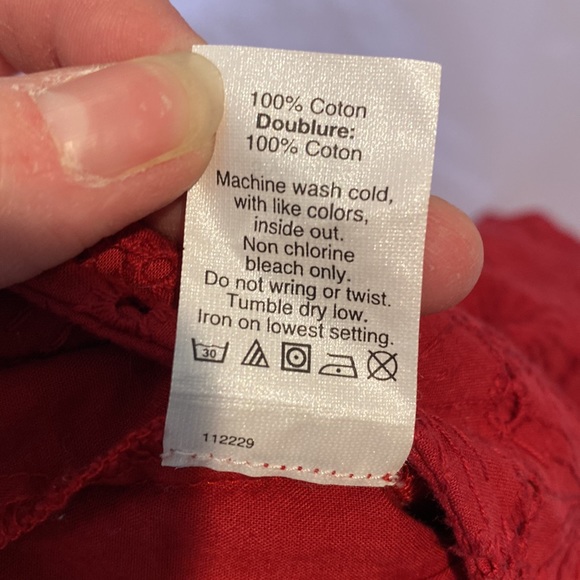 100% Coton
Doublure:
100% Coton
Machine wash cold,
with like colors,
inside out.
Non chlorine
bleach only.
Do not wring or twist.
Tumble dry low.
Iron on lowest setting.
30
112229